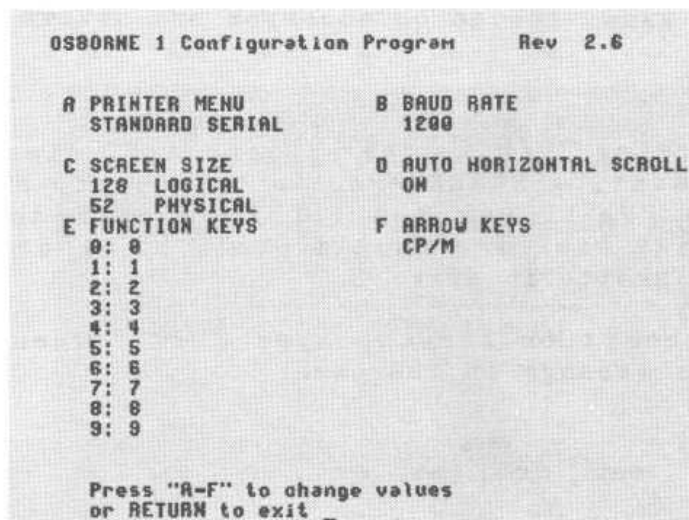 OSBORNE 1 Configuration Program Rev 2.6
A PRINTER MENU B BAUD RATE
STANDARD SERIAL 1200
C SCREEN SIZE D AUTO HORIZONTAL SCROLL
128 LOGICAL ON
52 PHYSICAL
E FUNCTION KEYS F ARROW KEYS
0: 0 CP/M
1: 1
2: 2
3: 3
4: 4
5: 5
6: 6
7: 7
8: 8
9: 9
Press "A-F" to change values
or RETURN to exit _